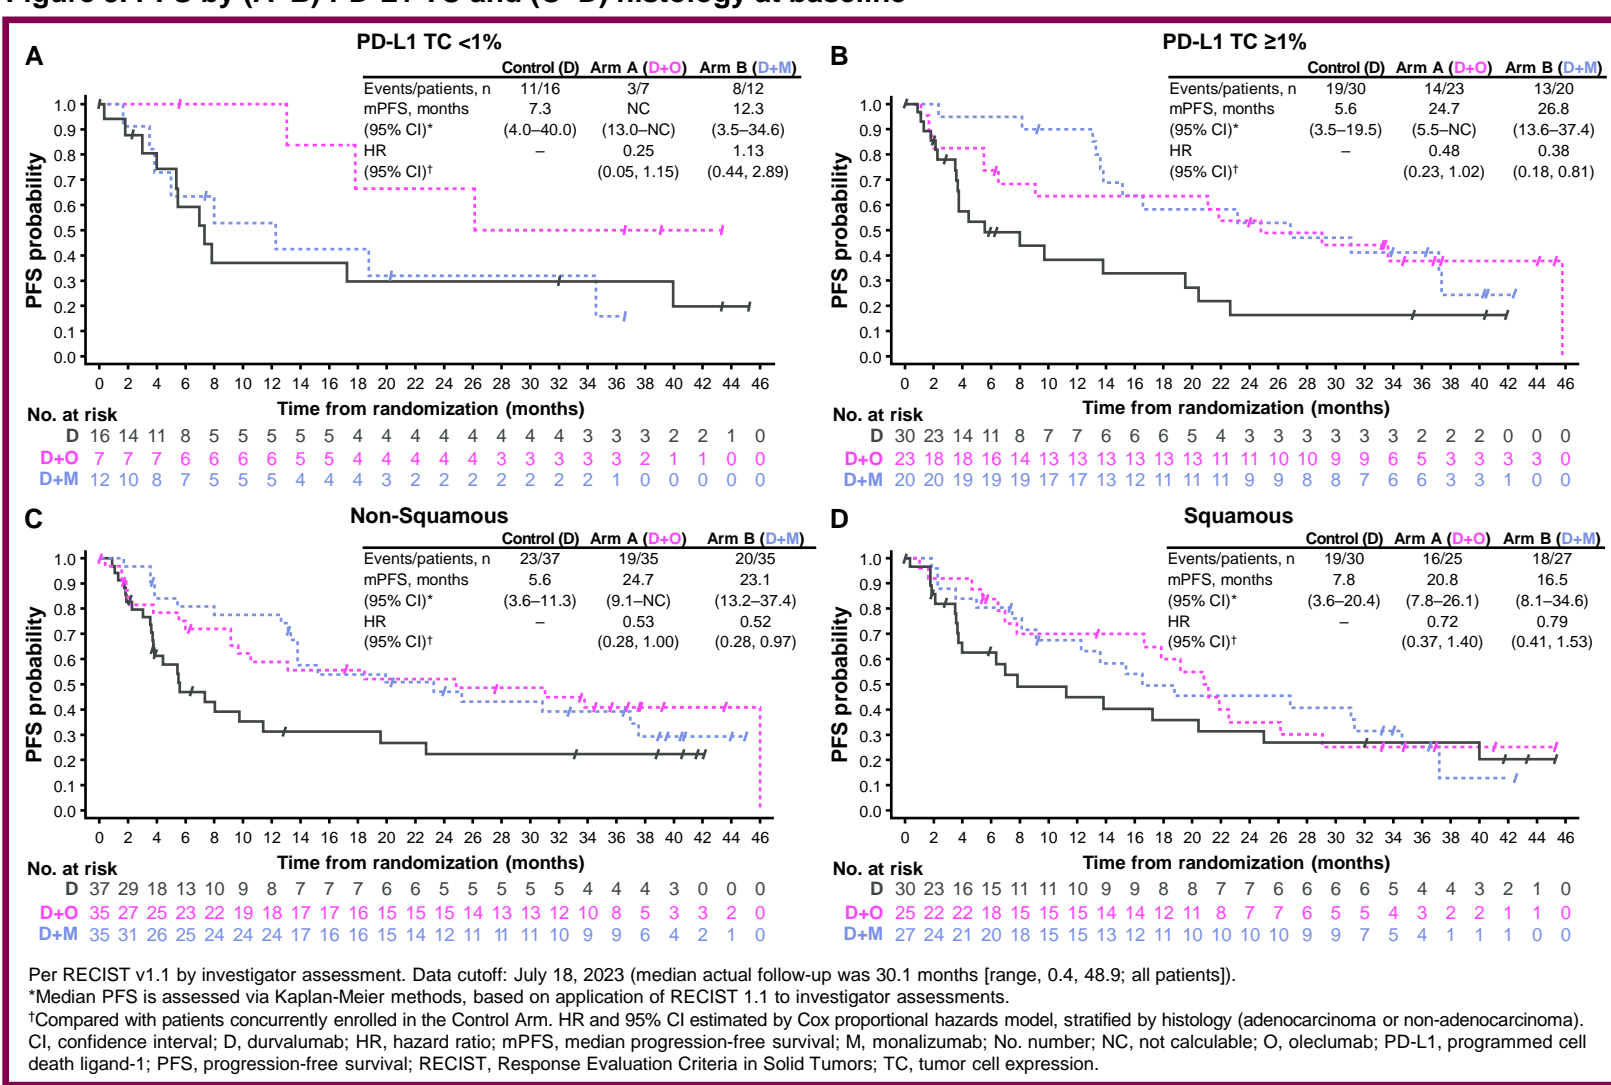 A
PD-L1 TC <1%
Control (D) Arm A (D+O) Arm B (D+M)
Events/patients, n 11/16 3/7 8/12
mPFS, months 7.3 NC 12.3
(95% CI)* (4.0–40.0) (13.0–NC) (3.5–34.6)
HR – 0.25 1.13
(95% CI)† (0.05, 1.15) (0.44, 2.89)
PFS probability
1.0
0.9
0.8
0.7
0.6
0.5
0.4
0.3
0.2
0.1
0.0
0 2 4 6 8 10 12 14 16 18 20 22 24 26 28 30 32 34 36 38 40 42 44 46
Time from randomization (months)
No. at risk
D 16 14 11 8 5 5 5 5 5 4 4 4 4 4 4 4 4 3 3 3 2 2 1 0
D+O 7 7 7 6 6 6 6 5 5 4 4 4 4 4 3 3 3 3 3 2 1 1 0 0
D+M 12 10 8 7 5 5 5 4 4 4 3 2 2 2 2 2 2 2 1 0 0 0 0 0
B
PD-L1 TC ≥1%
Control (D) Arm A (D+O) Arm B (D+M)
Events/patients, n 19/30 14/23 13/20
mPFS, months 5.6 24.7 26.8
(95% CI)* (3.5–19.5) (5.5–NC) (13.6–37.4)
HR – 0.48 0.38
(95% CI)† (0.23, 1.02) (0.18, 0.81)
PFS probability
1.0
0.9
0.8
0.7
0.6
0.5
0.4
0.3
0.2
0.1
0.0
0 2 4 6 8 10 12 14 16 18 20 22 24 26 28 30 32 34 36 38 40 42 44 46
Time from randomization (months)
No. at risk
D 30 23 14 11 8 7 7 6 6 6 5 4 3 3 3 3 3 3 2 2 2 0 0 0
D+O 23 18 18 16 14 13 13 13 13 13 13 11 11 10 10 9 9 6 5 3 3 3 3 0
D+M 20 20 19 19 19 17 17 13 12 11 11 11 9 9 8 8 7 6 6 3 3 1 0 0
C
Non-Squamous
Control (D) Arm A (D+O) Arm B (D+M)
Events/patients, n 23/37 19/35 20/35
mPFS, months 5.6 24.7 23.1
(95% CI)* (3.6–11.3) (9.1–NC) (13.2–37.4)
HR – 0.53 0.52
(95% CI)† (0.28, 1.00) (0.28, 0.97)
PFS probability
1.0
0.9
0.8
0.7
0.6
0.5
0.4
0.3
0.2
0.1
0.0
0 2 4 6 8 10 12 14 16 18 20 22 24 26 28 30 32 34 36 38 40 42 44 46
Time from randomization (months)
No. at risk
D 37 29 18 13 10 9 8 7 7 7 6 6 5 5 5 5 5 4 4 4 3 0 0 0
D+O 35 27 25 23 22 19 18 17 17 16 15 15 15 14 13 13 12 10 8 5 3 3 2 0
D+M 35 31 26 25 24 24 24 17 16 16 15 14 12 11 11 11 10 9 9 6 4 2 1 0
D
Squamous
Control (D) Arm A (D+O) Arm B (D+M)
Events/patients, n 19/30 16/25 18/27
mPFS, months 7.8 20.8 16.5
(95% CI)* (3.6–20.4) (7.8–26.1) (8.1–34.6)
HR – 0.72 0.79
(95% CI)† (0.37, 1.40) (0.41, 1.53)
PFS probability
1.0
0.9
0.8
0.7
0.6
0.5
0.4
0.3
0.2
0.1
0.0
0 2 4 6 8 10 12 14 16 18 20 22 24 26 28 30 32 34 36 38 40 42 44 46
Time from randomization (months)
No. at risk
D 30 23 16 15 11 11 10 9 9 8 8 7 7 6 6 6 6 5 4 4 3 2 1 0
D+O 25 22 22 18 15 15 15 14 14 12 11 8 7 7 6 5 5 4 3 2 2 1 1 0
D+M 27 24 21 20 18 15 15 13 12 11 10 10 10 10 9 9 7 5 4 1 1 1 0 0
Per RECIST v1.1 by investigator assessment. Data cutoff: July 18, 2023 (median actual follow-up was 30.1 months [range, 0.4, 48.9; all patients]).
*Median PFS is assessed via Kaplan-Meier methods, based on application of RECIST 1.1 to investigator assessments.
†Compared with patients concurrently enrolled in the Control Arm. HR and 95% CI estimated by Cox proportional hazards model, stratified by histology (adenocarcinoma or non-adenocarcinoma).
CI, confidence interval; D, durvalumab; HR, hazard ratio; mPFS, median progression-free survival; M, monalizumab; No. number; NC, not calculable; O, oleclumab; PD-L1, programmed cell
death ligand-1; PFS, progression-free survival; RECIST, Response Evaluation Criteria in Solid Tumors; TC, tumor cell expression.